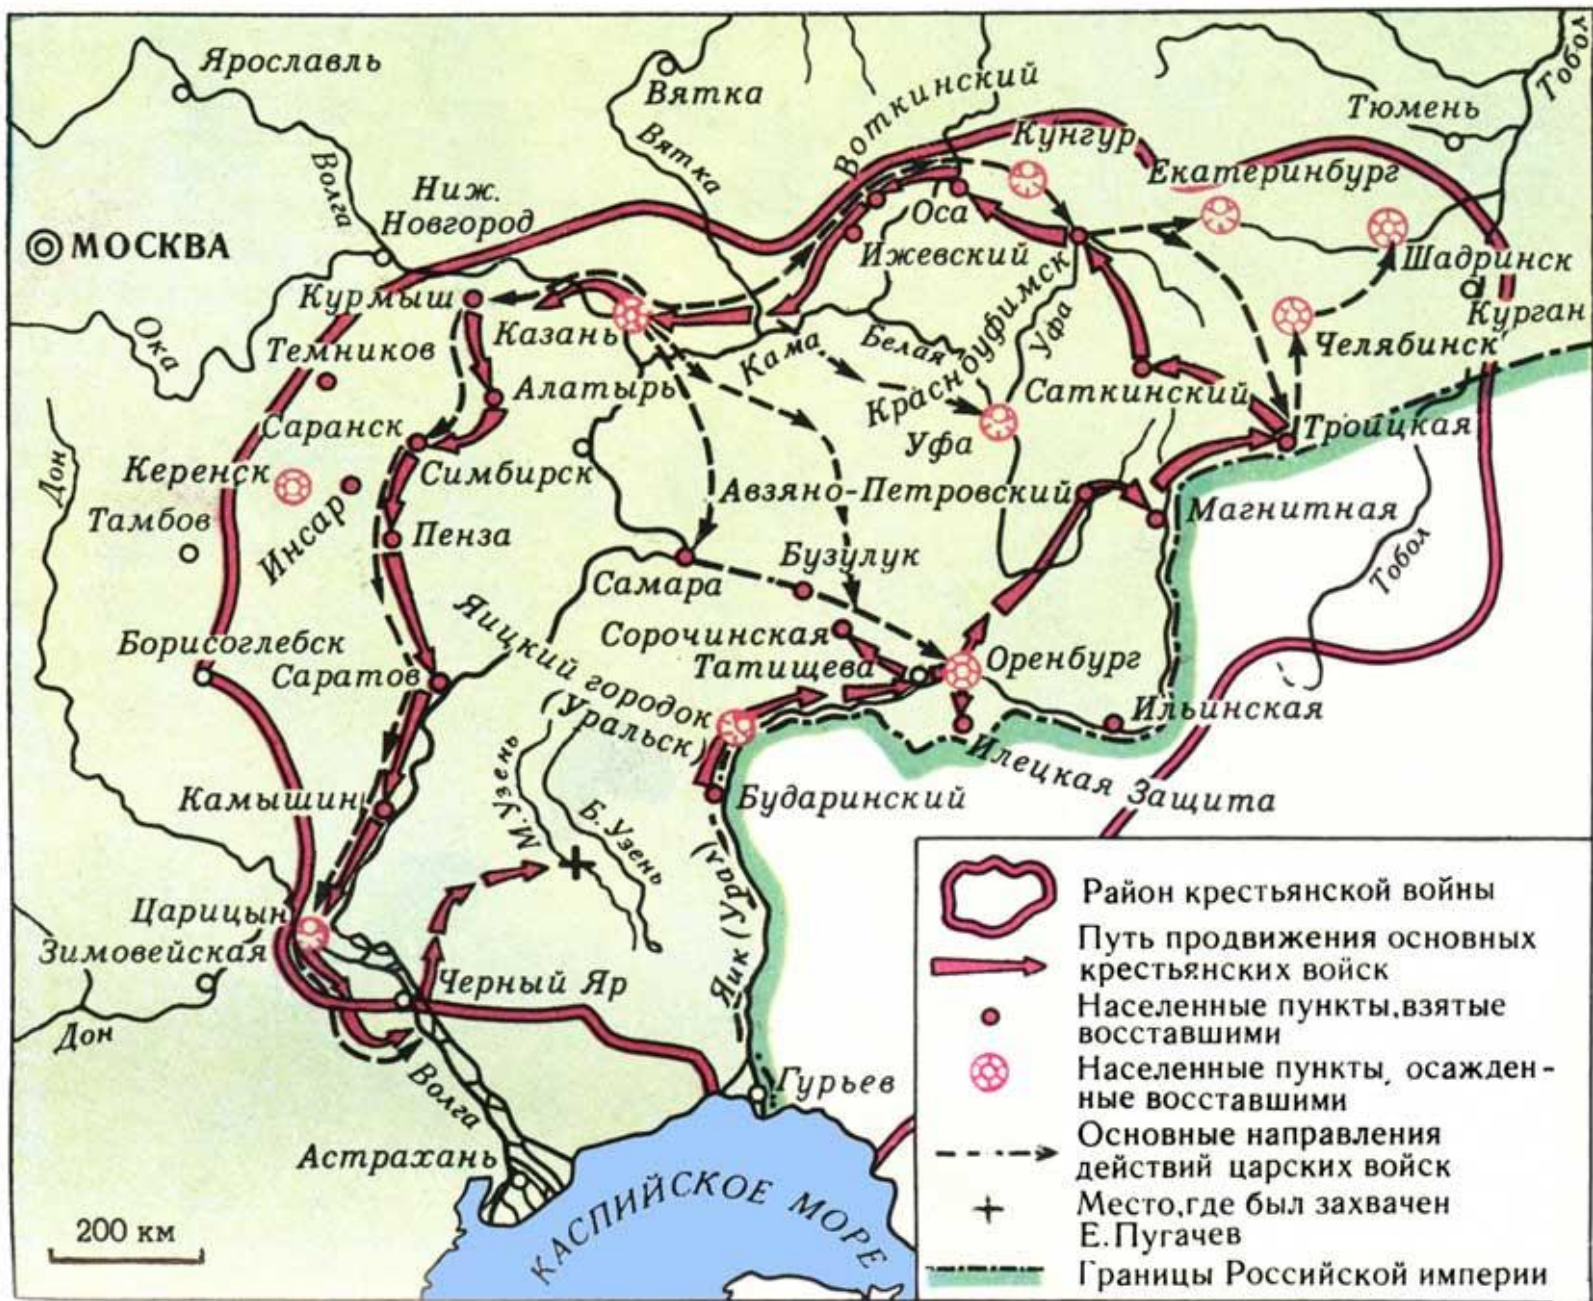 Ярославль
Вятка
Воткинский
Тобол
Тюмень
Волга
Вятка
Кунгур
Екатеринбург
Ниж.
Новгород
Оса
МОСКВА
Ижевский
Шадринск
Курмыш
Казань
Курган
Ока
Темников
Кама
Белая
Красноуфимск
Уфа
Челябинск
Алатырь
Саткинский
Саранск
Уфа
Троицкая
Дон
Керенск
Симбирск
Авзяно-Петровский
Магнитная
Тамбов
Инсар
Пенза
Бузулук
Тобол
Самара
Яицкий городок
(Уральск)
Сорочинская
Борисоглебск
Татищева
Оренбург
Саратов
Ильинская
Илецкая Защита
М.Узень
Камышин
Бударинский
Б.Узень
Яик (Урал)
Царицын
Зимовейская
Черный Яр
Дон
Волга
Гурьев
Астрахань
КАСПИЙСКОЕ МОРЕ
200 км
Район крестьянской войны
Путь продвижения основных
крестьянских войск
Населенные пункты, взятые
восставшими
Населенные пункты, осажден-
ные восставшими
Основные направления
действий царских войск
Место, где был захвачен
Е.Пугачев
Границы Российской империи